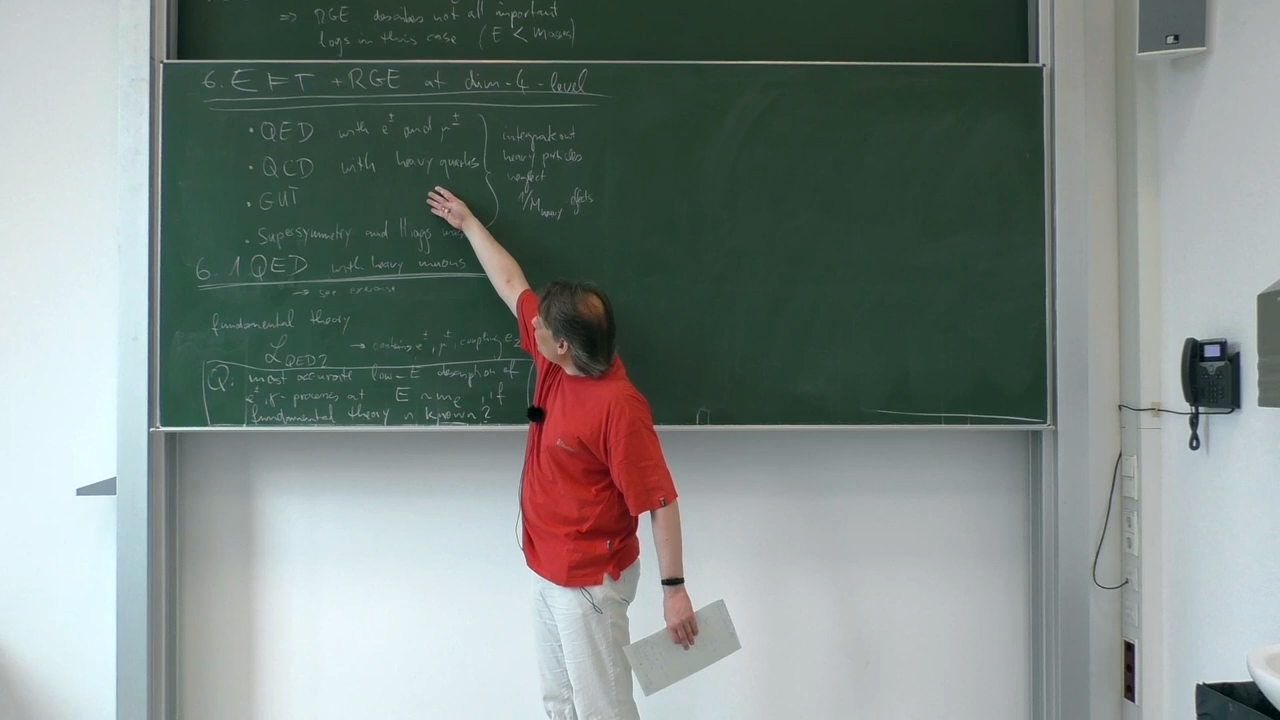 => RGE describes not all important
logs in this case (E < masses)
6. EFT + RGE at dim-4-level
• QED with e± and μ±
• QCD with heavy quarks
• GUT
• Supersymmetry and Higgs mass
integrate out
heavy particles
neglect
1/M_heavy effects
6.1 QED with heavy muons
→ see exercise
fundamental theory
L_QED2 → contains e±, μ±, coupling e2
Q: most accurate low-E description of
e±, γ - processes at E ~ me, if
fundamental theory is known?